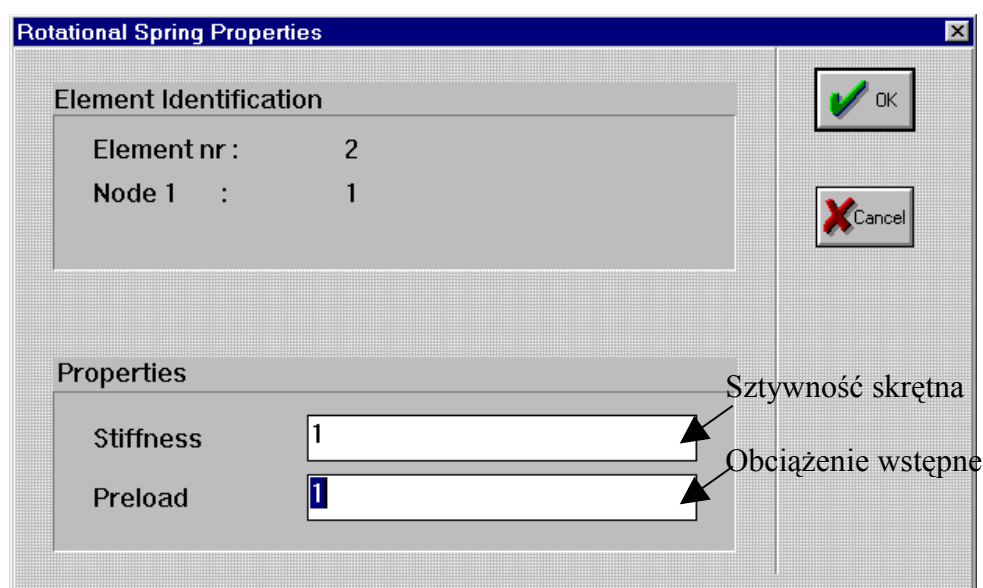 Rotational Spring Properties
Element Identification
OK
Element nr : 2
Node 1 : 1
Cancel
Properties
Sztywność skrętna
Stiffness 1
Obciążenie wstępne
Preload 1